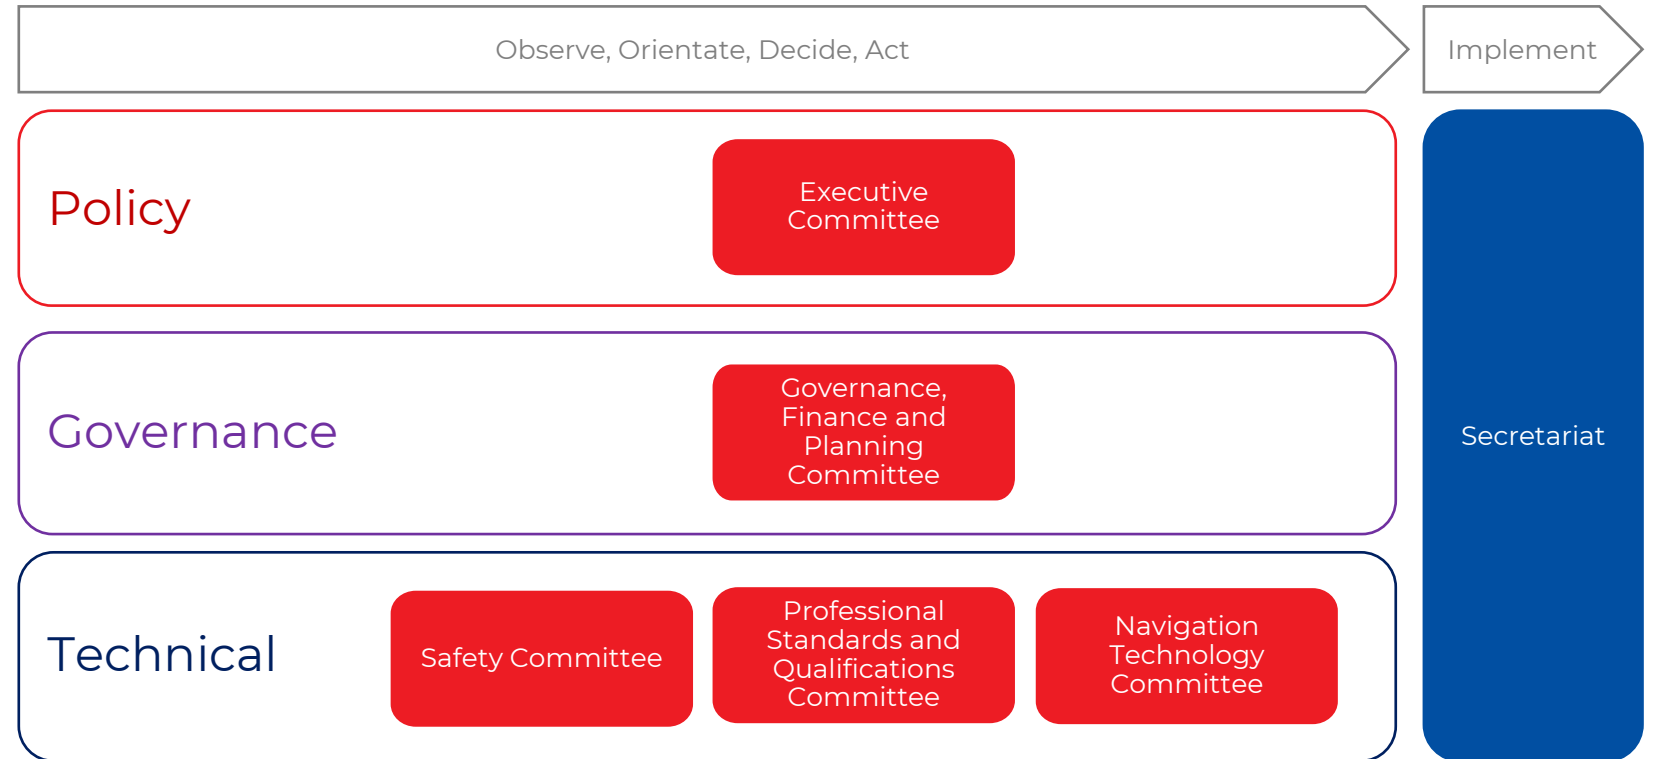 Observe, Orientate, Decide, Act
Implement
Policy
Executive
Committee
Governance
Governance,
Finance and
Planning
Committee
Secretariat
Technical
Safety Committee
Professional
Standards and
Qualifications
Committee
Navigation
Technology
Committee